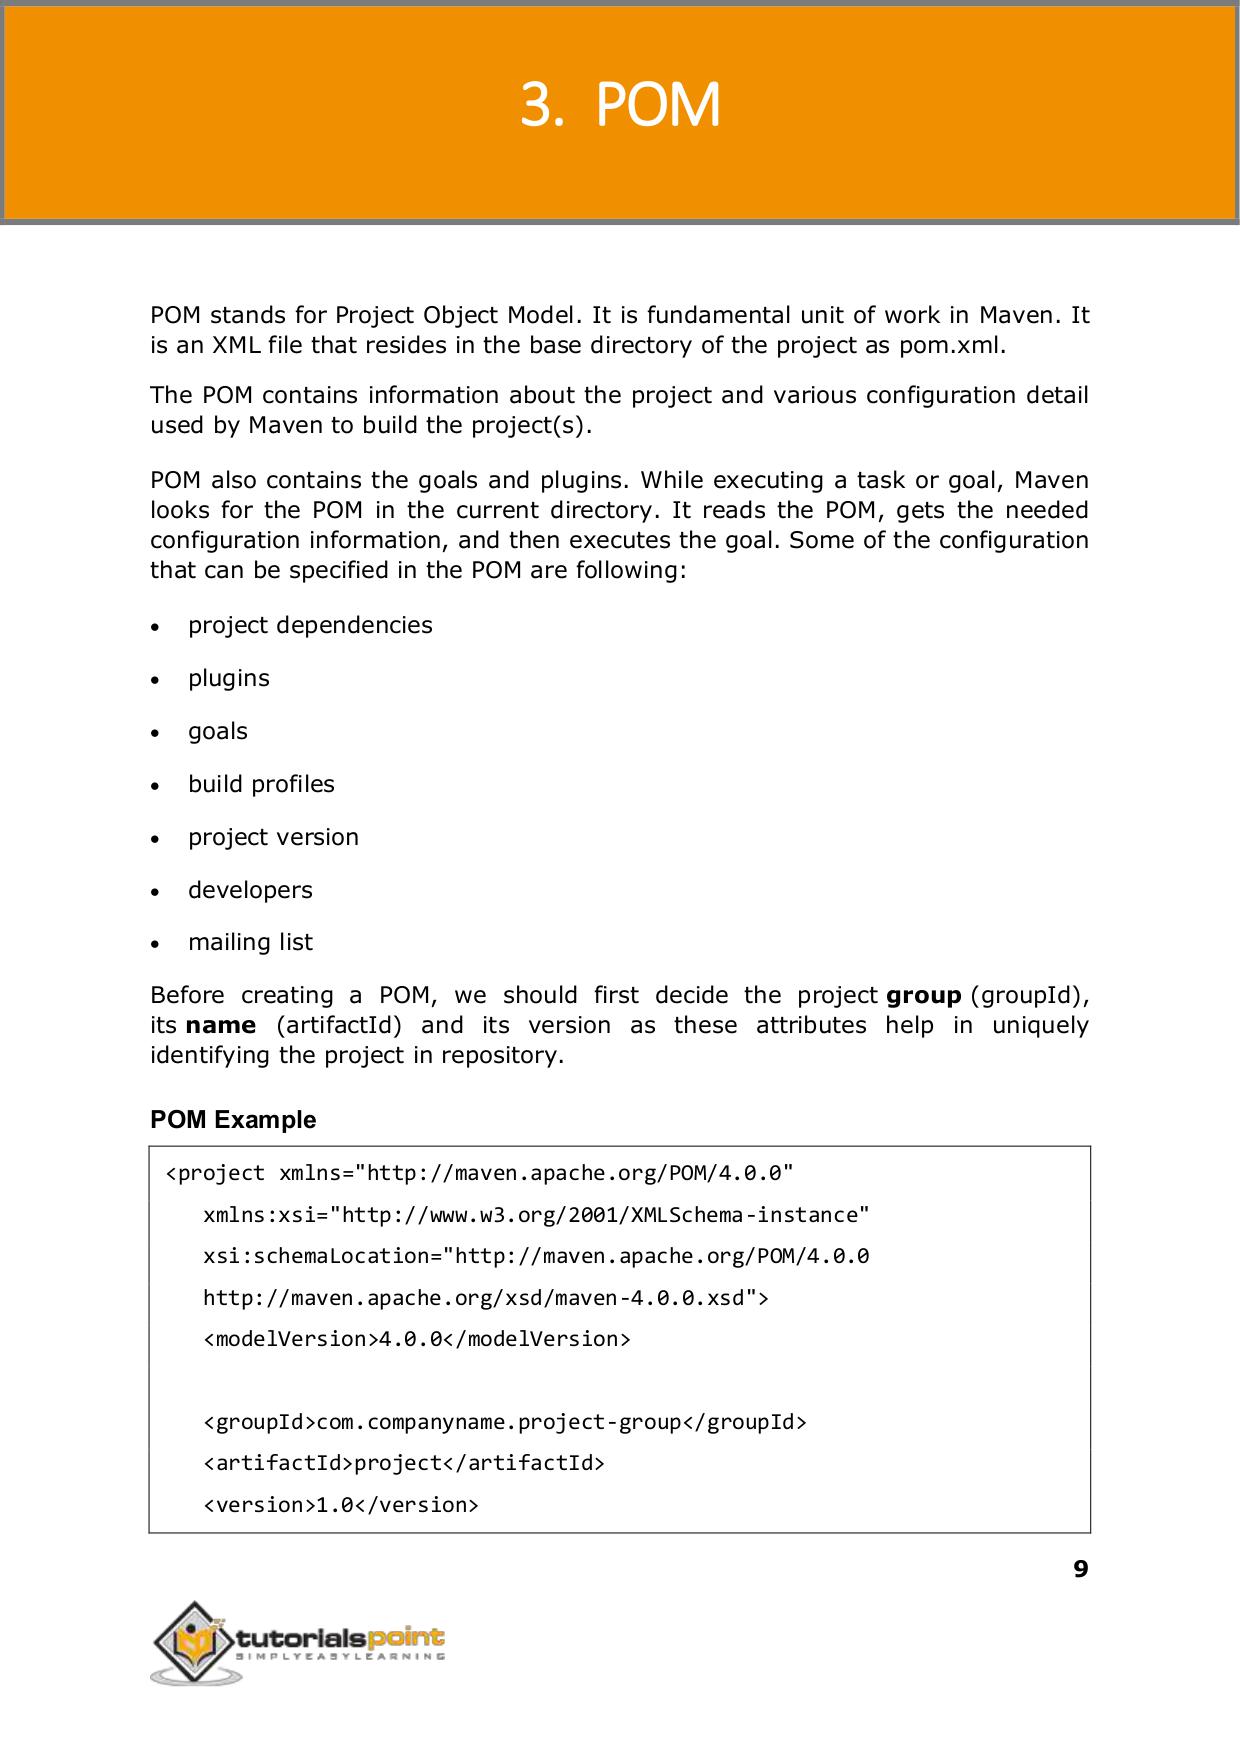 3. POM
POM stands for Project Object Model. It is fundamental unit of work in Maven. It
is an XML file that resides in the base directory of the project as pom.xml.
The POM contains information about the project and various configuration detail
used by Maven to build the project(s).
POM also contains the goals and plugins. While executing a task or goal, Maven
looks for the POM in the current directory. It reads the POM, gets the needed
configuration information, and then executes the goal. Some of the configuration
that can be specified in the POM are following:
• project dependencies
• plugins
• goals
• build profiles
• project version
• developers
• mailing list
Before creating a POM, we should first decide the project group (groupId),
its name (artifactId) and its version as these attributes help in uniquely
identifying the project in repository.
POM Example
<project xmlns="http://maven.apache.org/POM/4.0.0"
xmlns:xsi="http://www.w3.org/2001/XMLSchema-instance"
xsi:schemaLocation="http://maven.apache.org/POM/4.0.0
http://maven.apache.org/xsd/maven-4.0.0.xsd">
<modelVersion>4.0.0</modelVersion>
<groupId>com.companyname.project-group</groupId>
<artifactId>project</artifactId>
<version>1.0</version>
9
tutorialspoint
SIMPLYEASYLEARNING